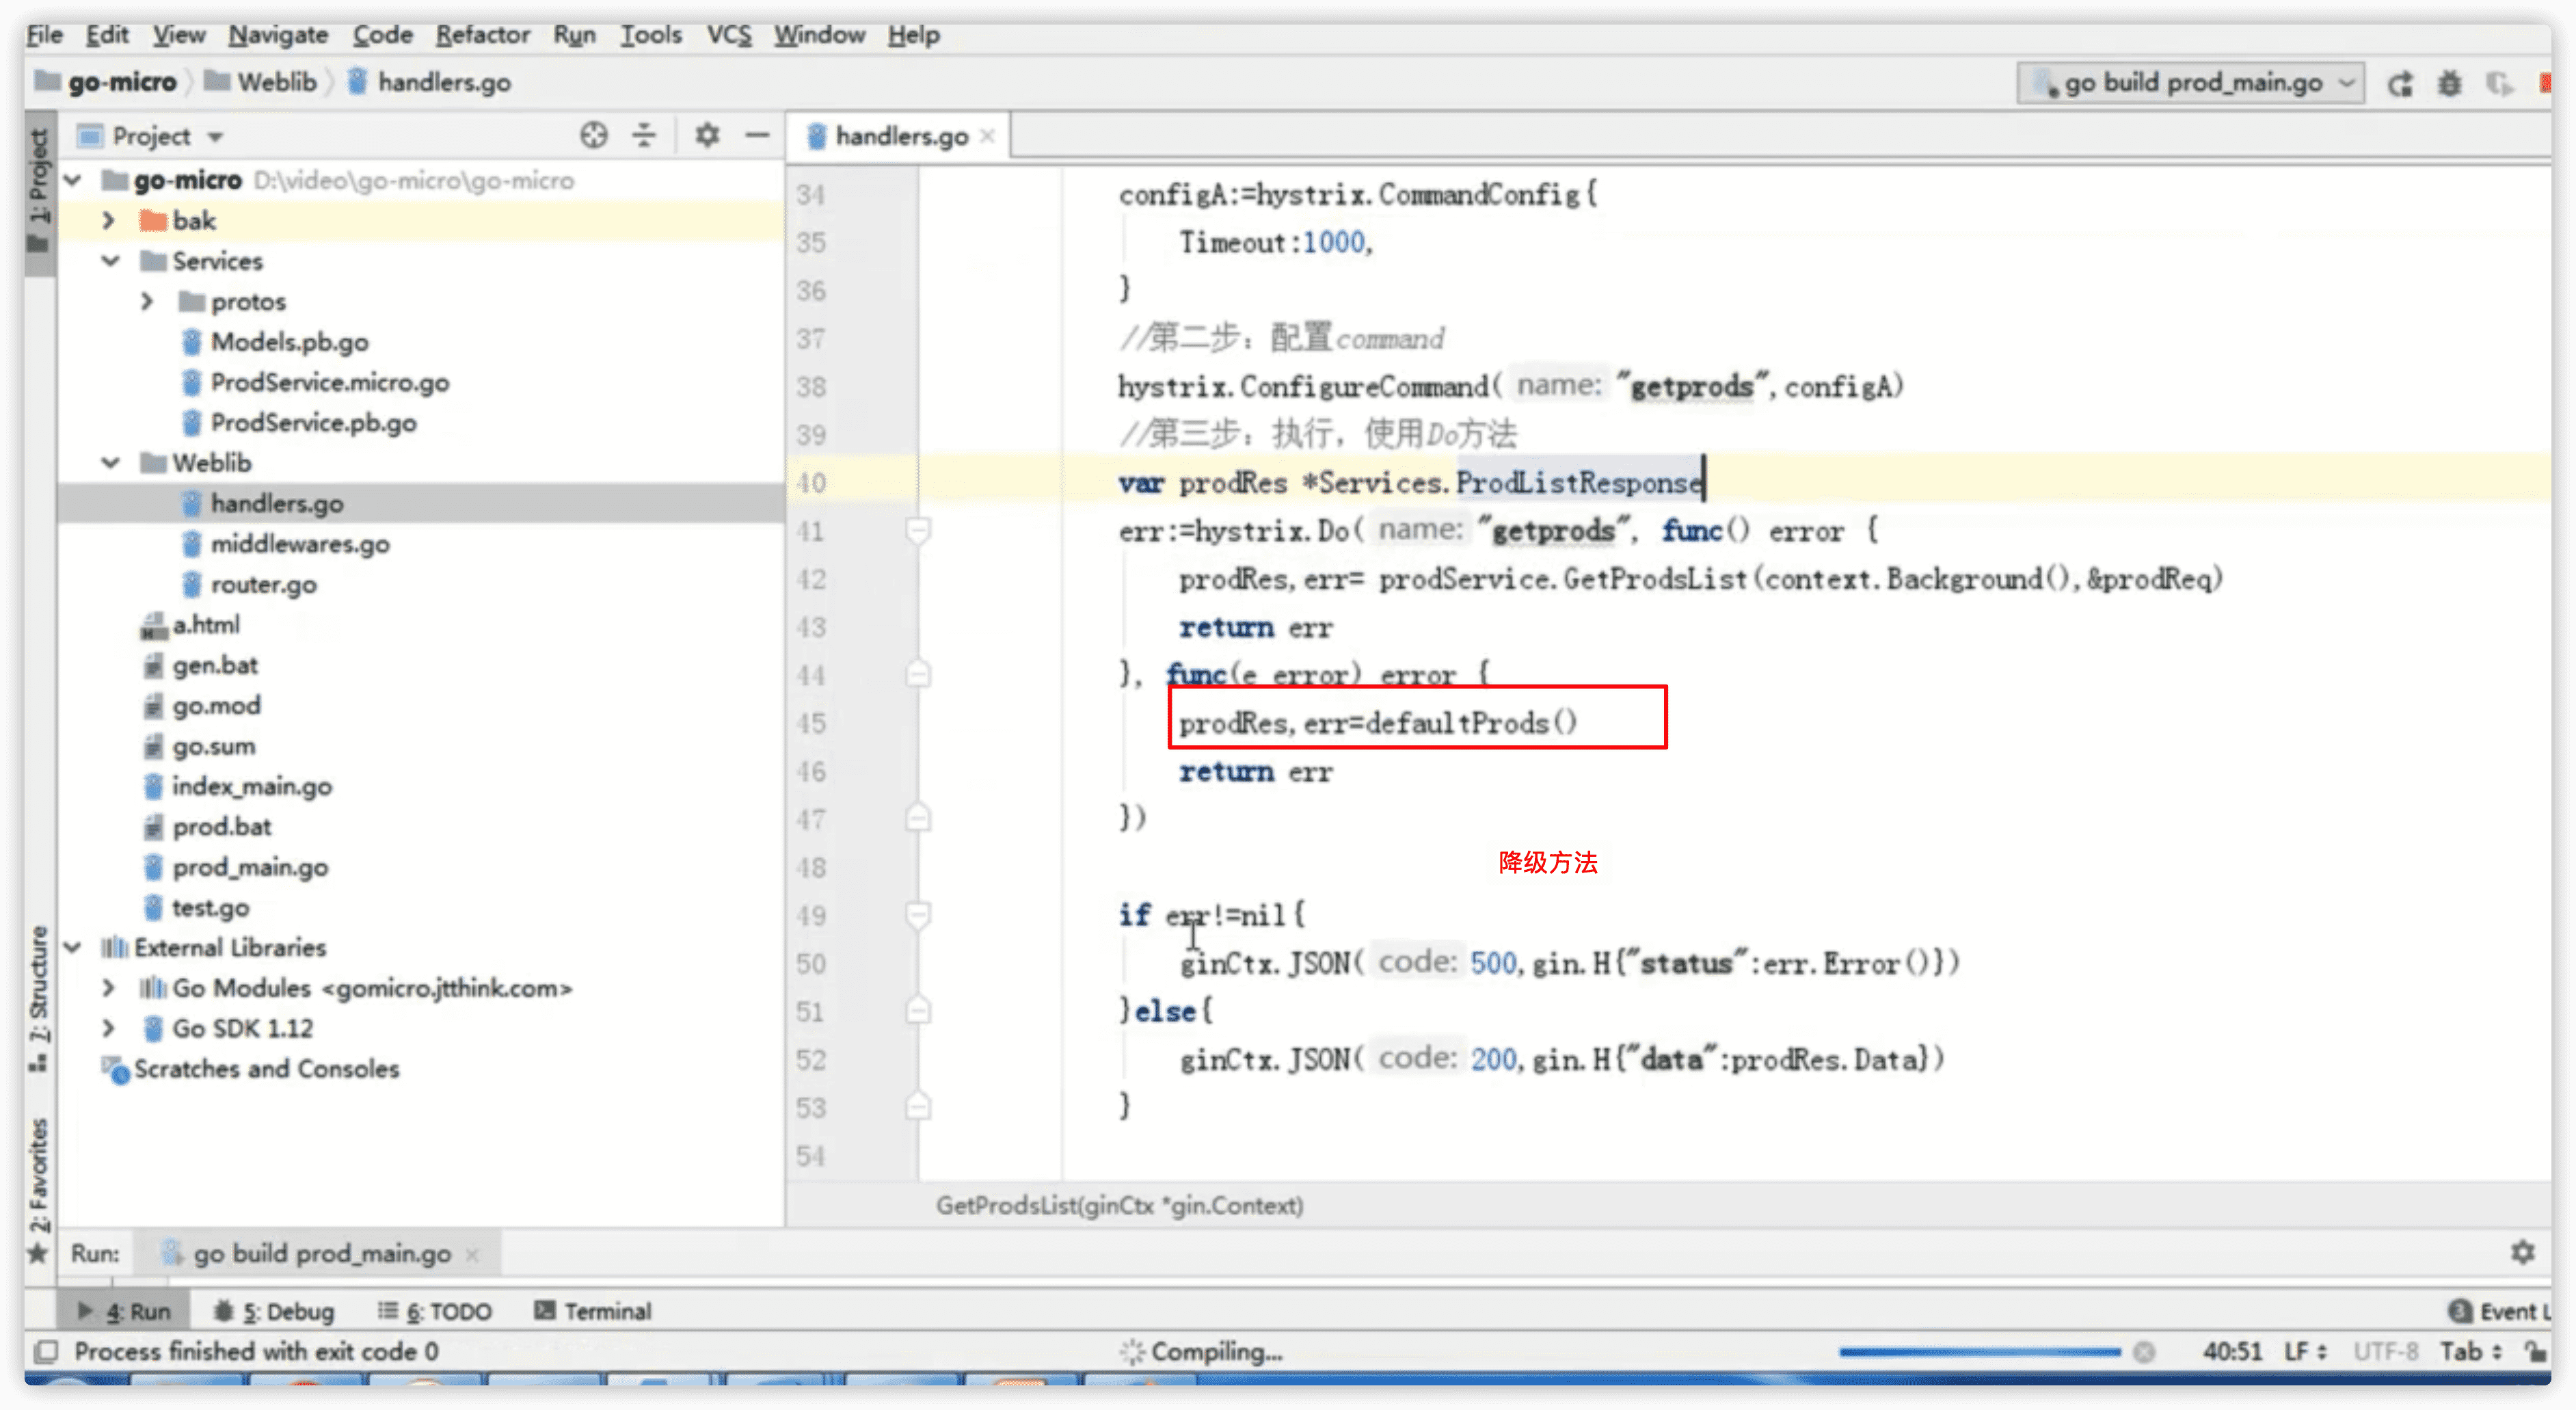 File Edit View Navigate Code Refactor Run Tools VCS Window Help
go-micro Weblib handlers.go go build prod_main.go
1: Project
Project
handlers.go
go-micro D:\video\go-micro\go-micro
bak
Services
protos
Models.pb.go
ProdService.micro.go
ProdService.pb.go
Weblib
handlers.go
middlewares.go
router.go
a.html
gen.bat
go.mod
go.sum
index_main.go
prod.bat
prod_main.go
test.go
External Libraries
Go Modules <gomicro.jtthink.com>
Go SDK 1.12
Scratches and Consoles
7: Structure
2: Favorites
34 configA:=hystrix.CommandConfig{
35 Timeout:1000,
36 }
37 //第二步：配置command
38 hystrix.ConfigureCommand( name: "getprods",configA)
39 //第三步：执行，使用Do方法
40 var prodRes *Services.ProdListResponse
41 err:=hystrix.Do( name: "getprods", func() error {
42 prodRes,err= prodService.GetProdsList(context.Background(),&prodReq)
43 return err
44 }, func(e error) error {
45 prodRes,err=defaultProds()
46 return err
47 })
48
降级方法
49 if err!=nil{
50 ginCtx.JSON( code: 500,gin.H{"status":err.Error()})
51 }else{
52 ginCtx.JSON( code: 200,gin.H{"data":prodRes.Data})
53 }
54
GetProdsList(ginCtx *gin.Context)
Run: go build prod_main.go
4: Run 5: Debug 6: TODO Terminal 3 Event L
Process finished with exit code 0 Compiling... 40:51 LF UTF-8 Tab